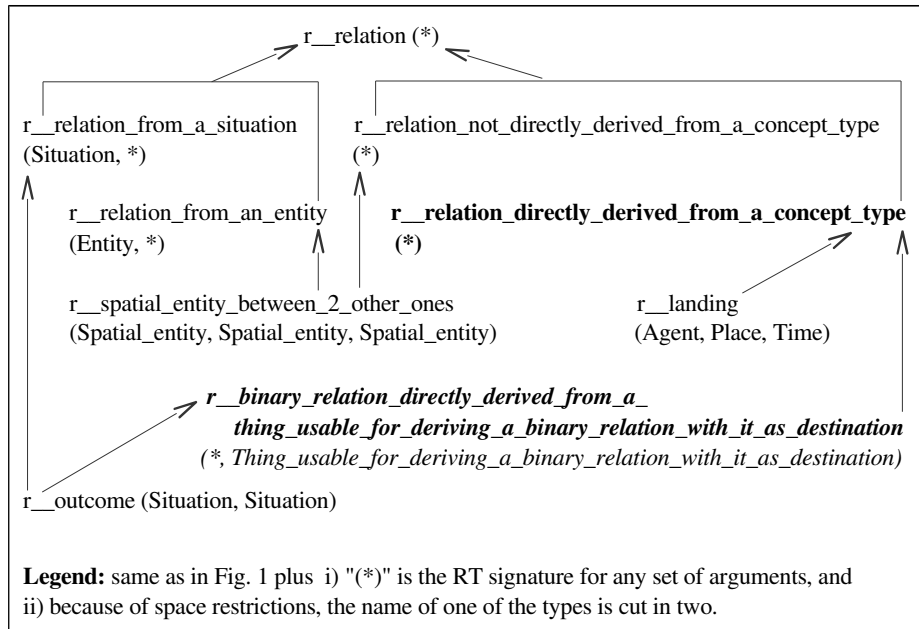 r__relation (*)
r__relation_from_a_situation
(Situation, *)
r__relation_not_directly_derived_from_a_concept_type
(*)
r__relation_from_an_entity
(Entity, *)
r__relation_directly_derived_from_a_concept_type
(*)
r__spatial_entity_between_2_other_ones
(Spatial_entity, Spatial_entity, Spatial_entity)
r__landing
(Agent, Place, Time)
r__binary_relation_directly_derived_from_a_
thing_usable_for_deriving_a_binary_relation_with_it_as_destination
(*, Thing_usable_for_deriving_a_binary_relation_with_it_as_destination)
r__outcome (Situation, Situation)
Legend: same as in Fig. 1 plus i) "(*)" is the RT signature for any set of arguments, and
ii) because of space restrictions, the name of one of the types is cut in two.